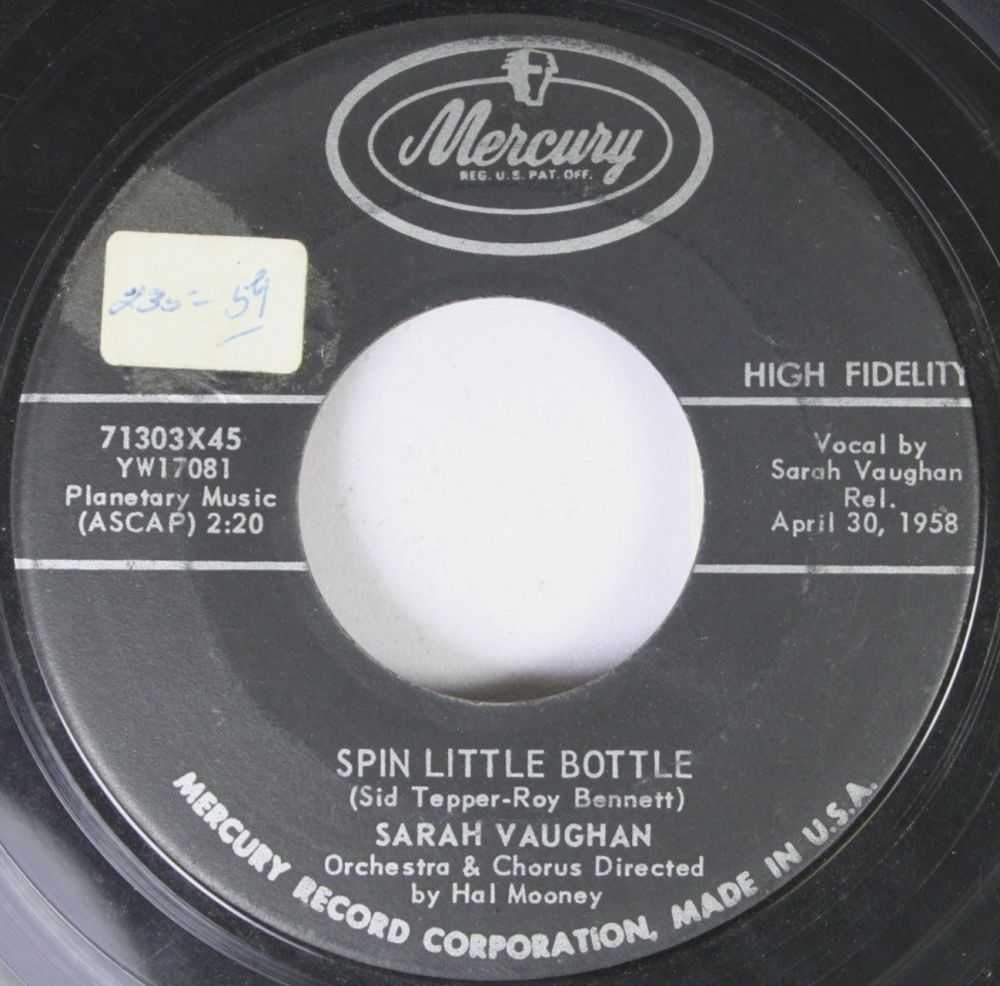 Mercury
REG. U.S. PAT. OFF.
230-59
HIGH FIDELITY
71303X45
YW17081
Planetary Music
(ASCAP) 2:20
Vocal by
Sarah Vaughan
Rel.
April 30, 1958
SPIN LITTLE BOTTLE
(Sid Tepper-Roy Bennett)
SARAH VAUGHAN
Orchestra & Chorus Directed
by Hal Mooney
MERCURY RECORD CORPORATION, MADE IN U.S.A.